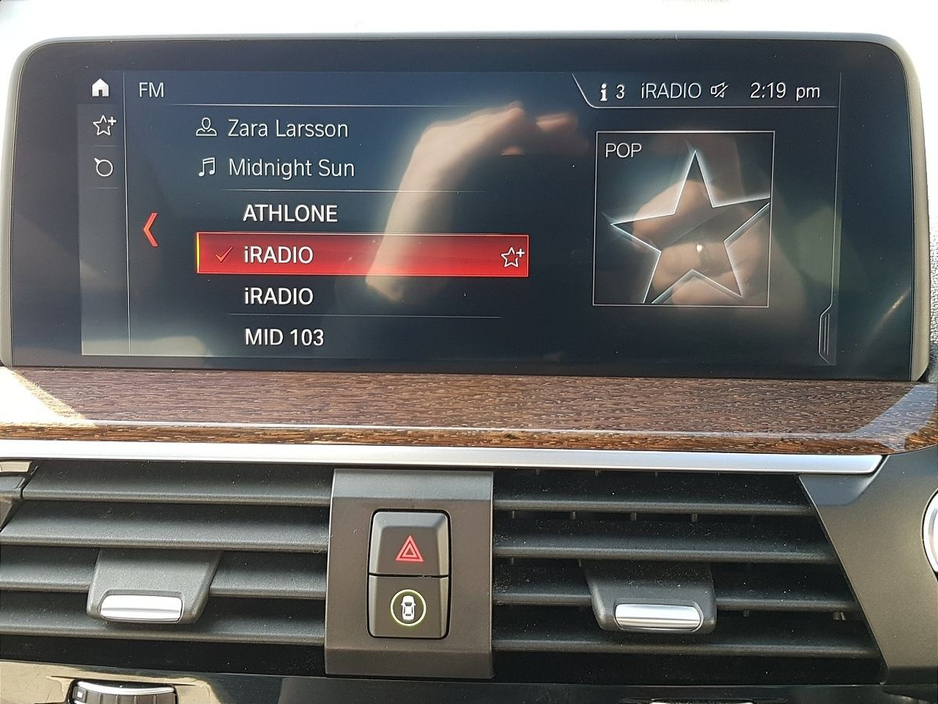 FM
3 iRADIO 2:19 pm
Zara Larsson
Midnight Sun
ATHLONE
iRADIO
iRADIO
MID 103
POP